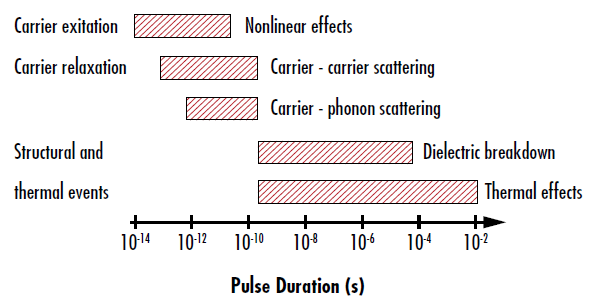 Carrier exitation Nonlinear effects
Carrier relaxation Carrier - carrier scattering
Carrier - phonon scattering
Structural and Dielectric breakdown
thermal events Thermal effects
10-14 10-12 10-10 10-8 10-6 10-4 10-2
Pulse Duration (s)